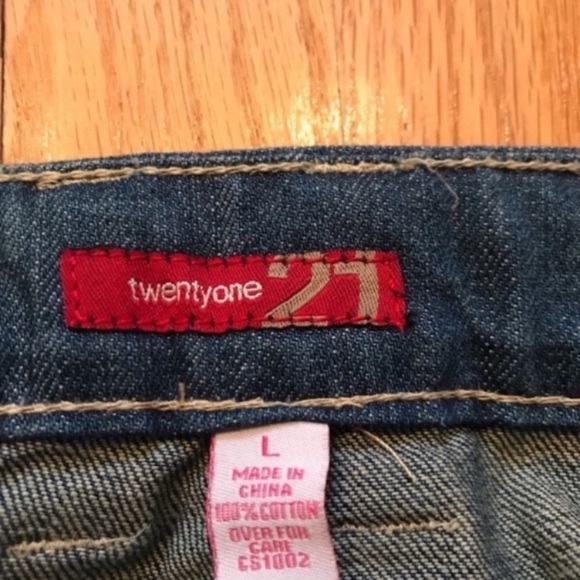 twentyone 21
L
MADE IN
CHINA
100% COTTON
OVER FOR
CARE
CS1002